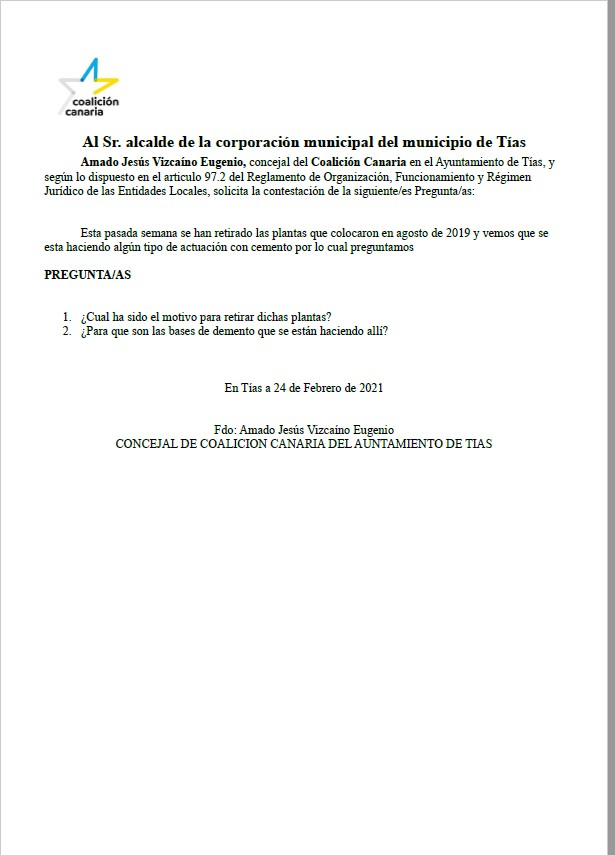 coalición
canaria
Al Sr. alcalde de la corporación municipal del municipio de Tías
Amado Jesús Vizcaíno Eugenio, concejal del Coalición Canaria en el Ayuntamiento de Tías, y
según lo dispuesto en el articulo 97.2 del Reglamento de Organización, Funcionamiento y Régimen
Jurídico de las Entidades Locales, solicita la contestación de la siguiente/es Pregunta/as:
Esta pasada semana se han retirado las plantas que colocaron en agosto de 2019 y vemos que se
esta haciendo algún tipo de actuación con cemento por lo cual preguntamos
PREGUNTA/AS
1. ¿Cual ha sido el motivo para retirar dichas plantas?
2. ¿Para que son las bases de demento que se están haciendo allí?
En Tías a 24 de Febrero de 2021
Fdo: Amado Jesús Vizcaíno Eugenio
CONCEJAL DE COALICION CANARIA DEL AUNTAMIENTO DE TIAS